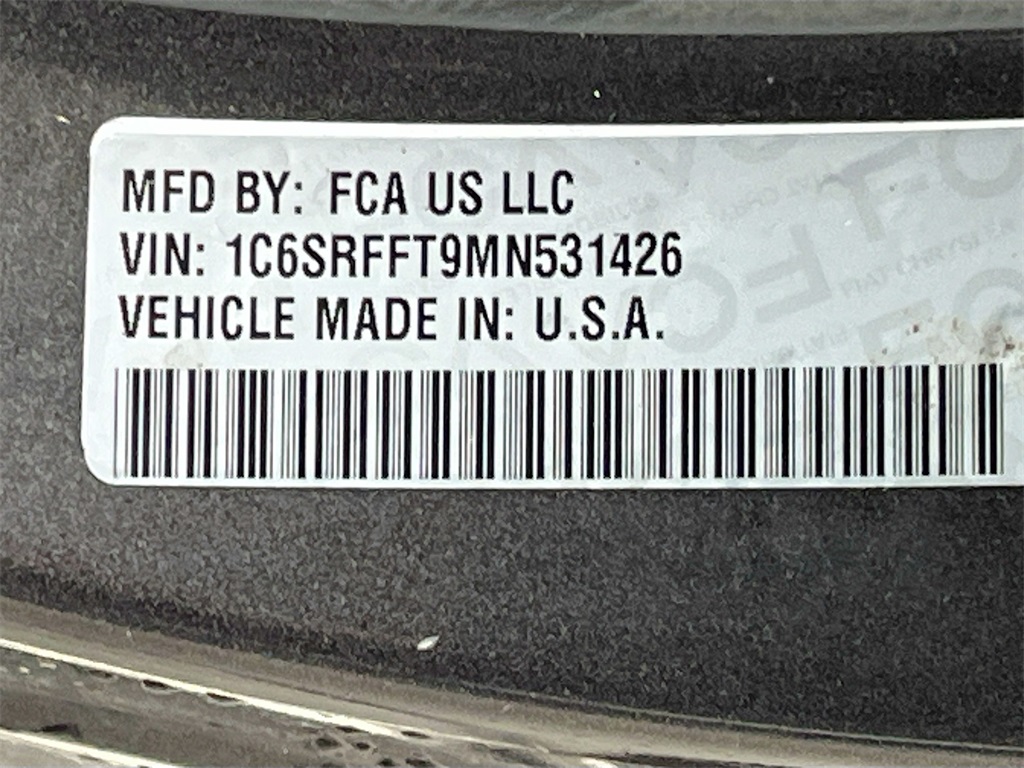 MFD BY: FCA US LLC
VIN: 1C6SRFFT9MN531426
VEHICLE MADE IN: U.S.A.